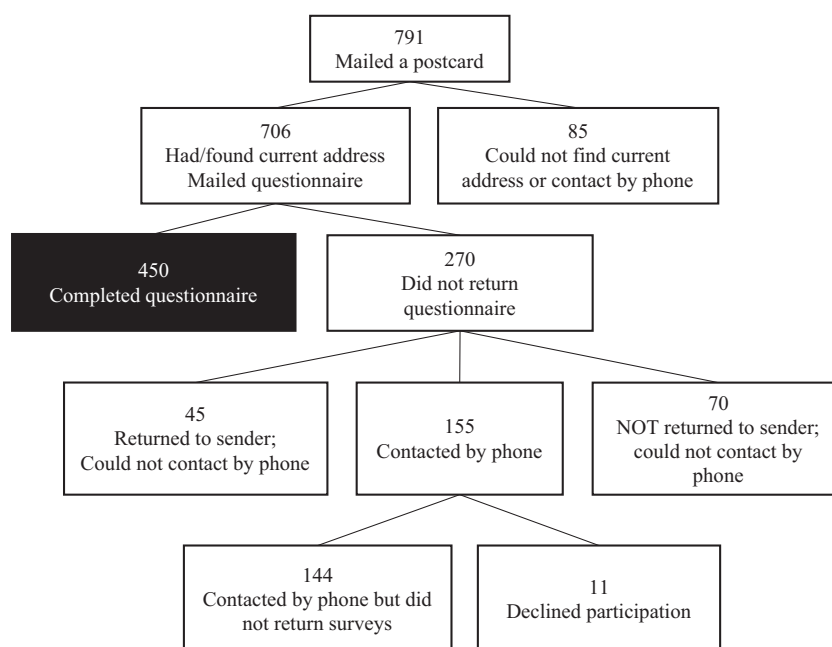 791
Mailed a postcard
706
Had/found current address
Mailed questionnaire
85
Could not find current
address or contact by phone
450
Completed questionnaire
270
Did not return
questionnaire
45
Returned to sender;
Could not contact by phone
155
Contacted by phone
70
NOT returned to sender;
could not contact by
phone
144
Contacted by phone but did
not return surveys
11
Declined participation